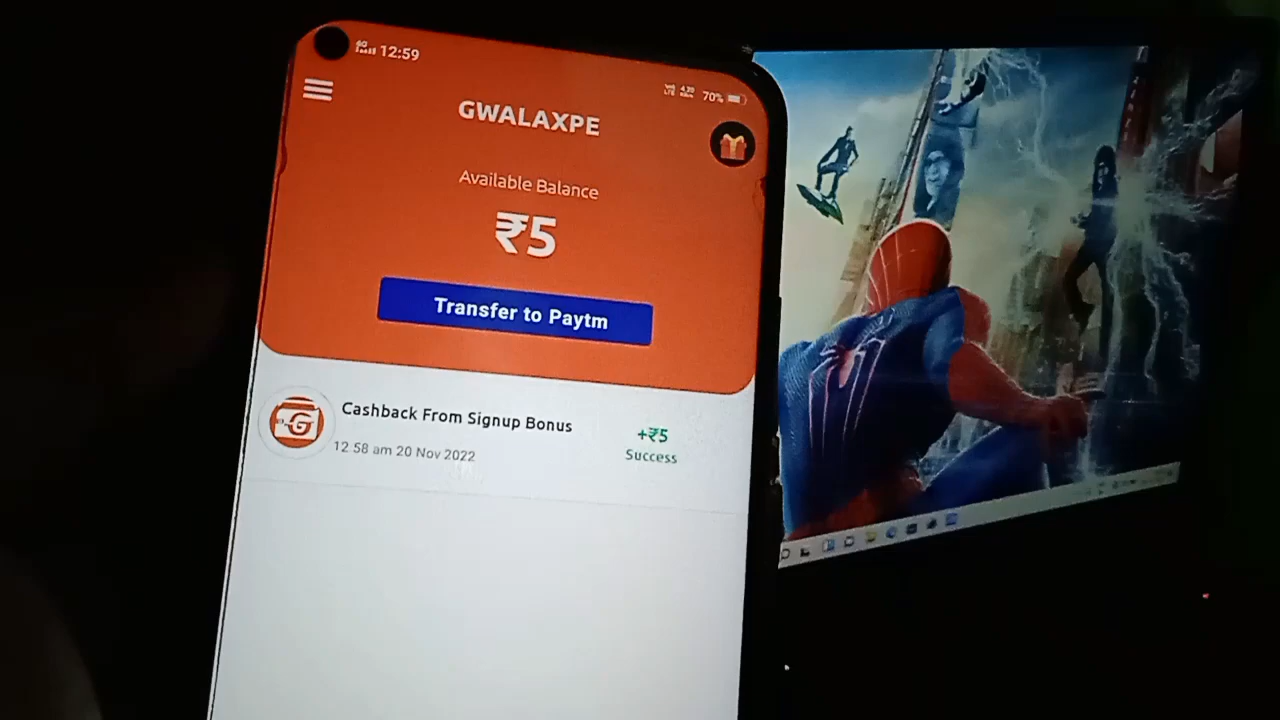 4G 12:59
70%
GWALAXPE
Available Balance
₹5
Transfer to Paytm
Cashback From Signup Bonus
+₹5
12 58 am 20 Nov 2022
Success